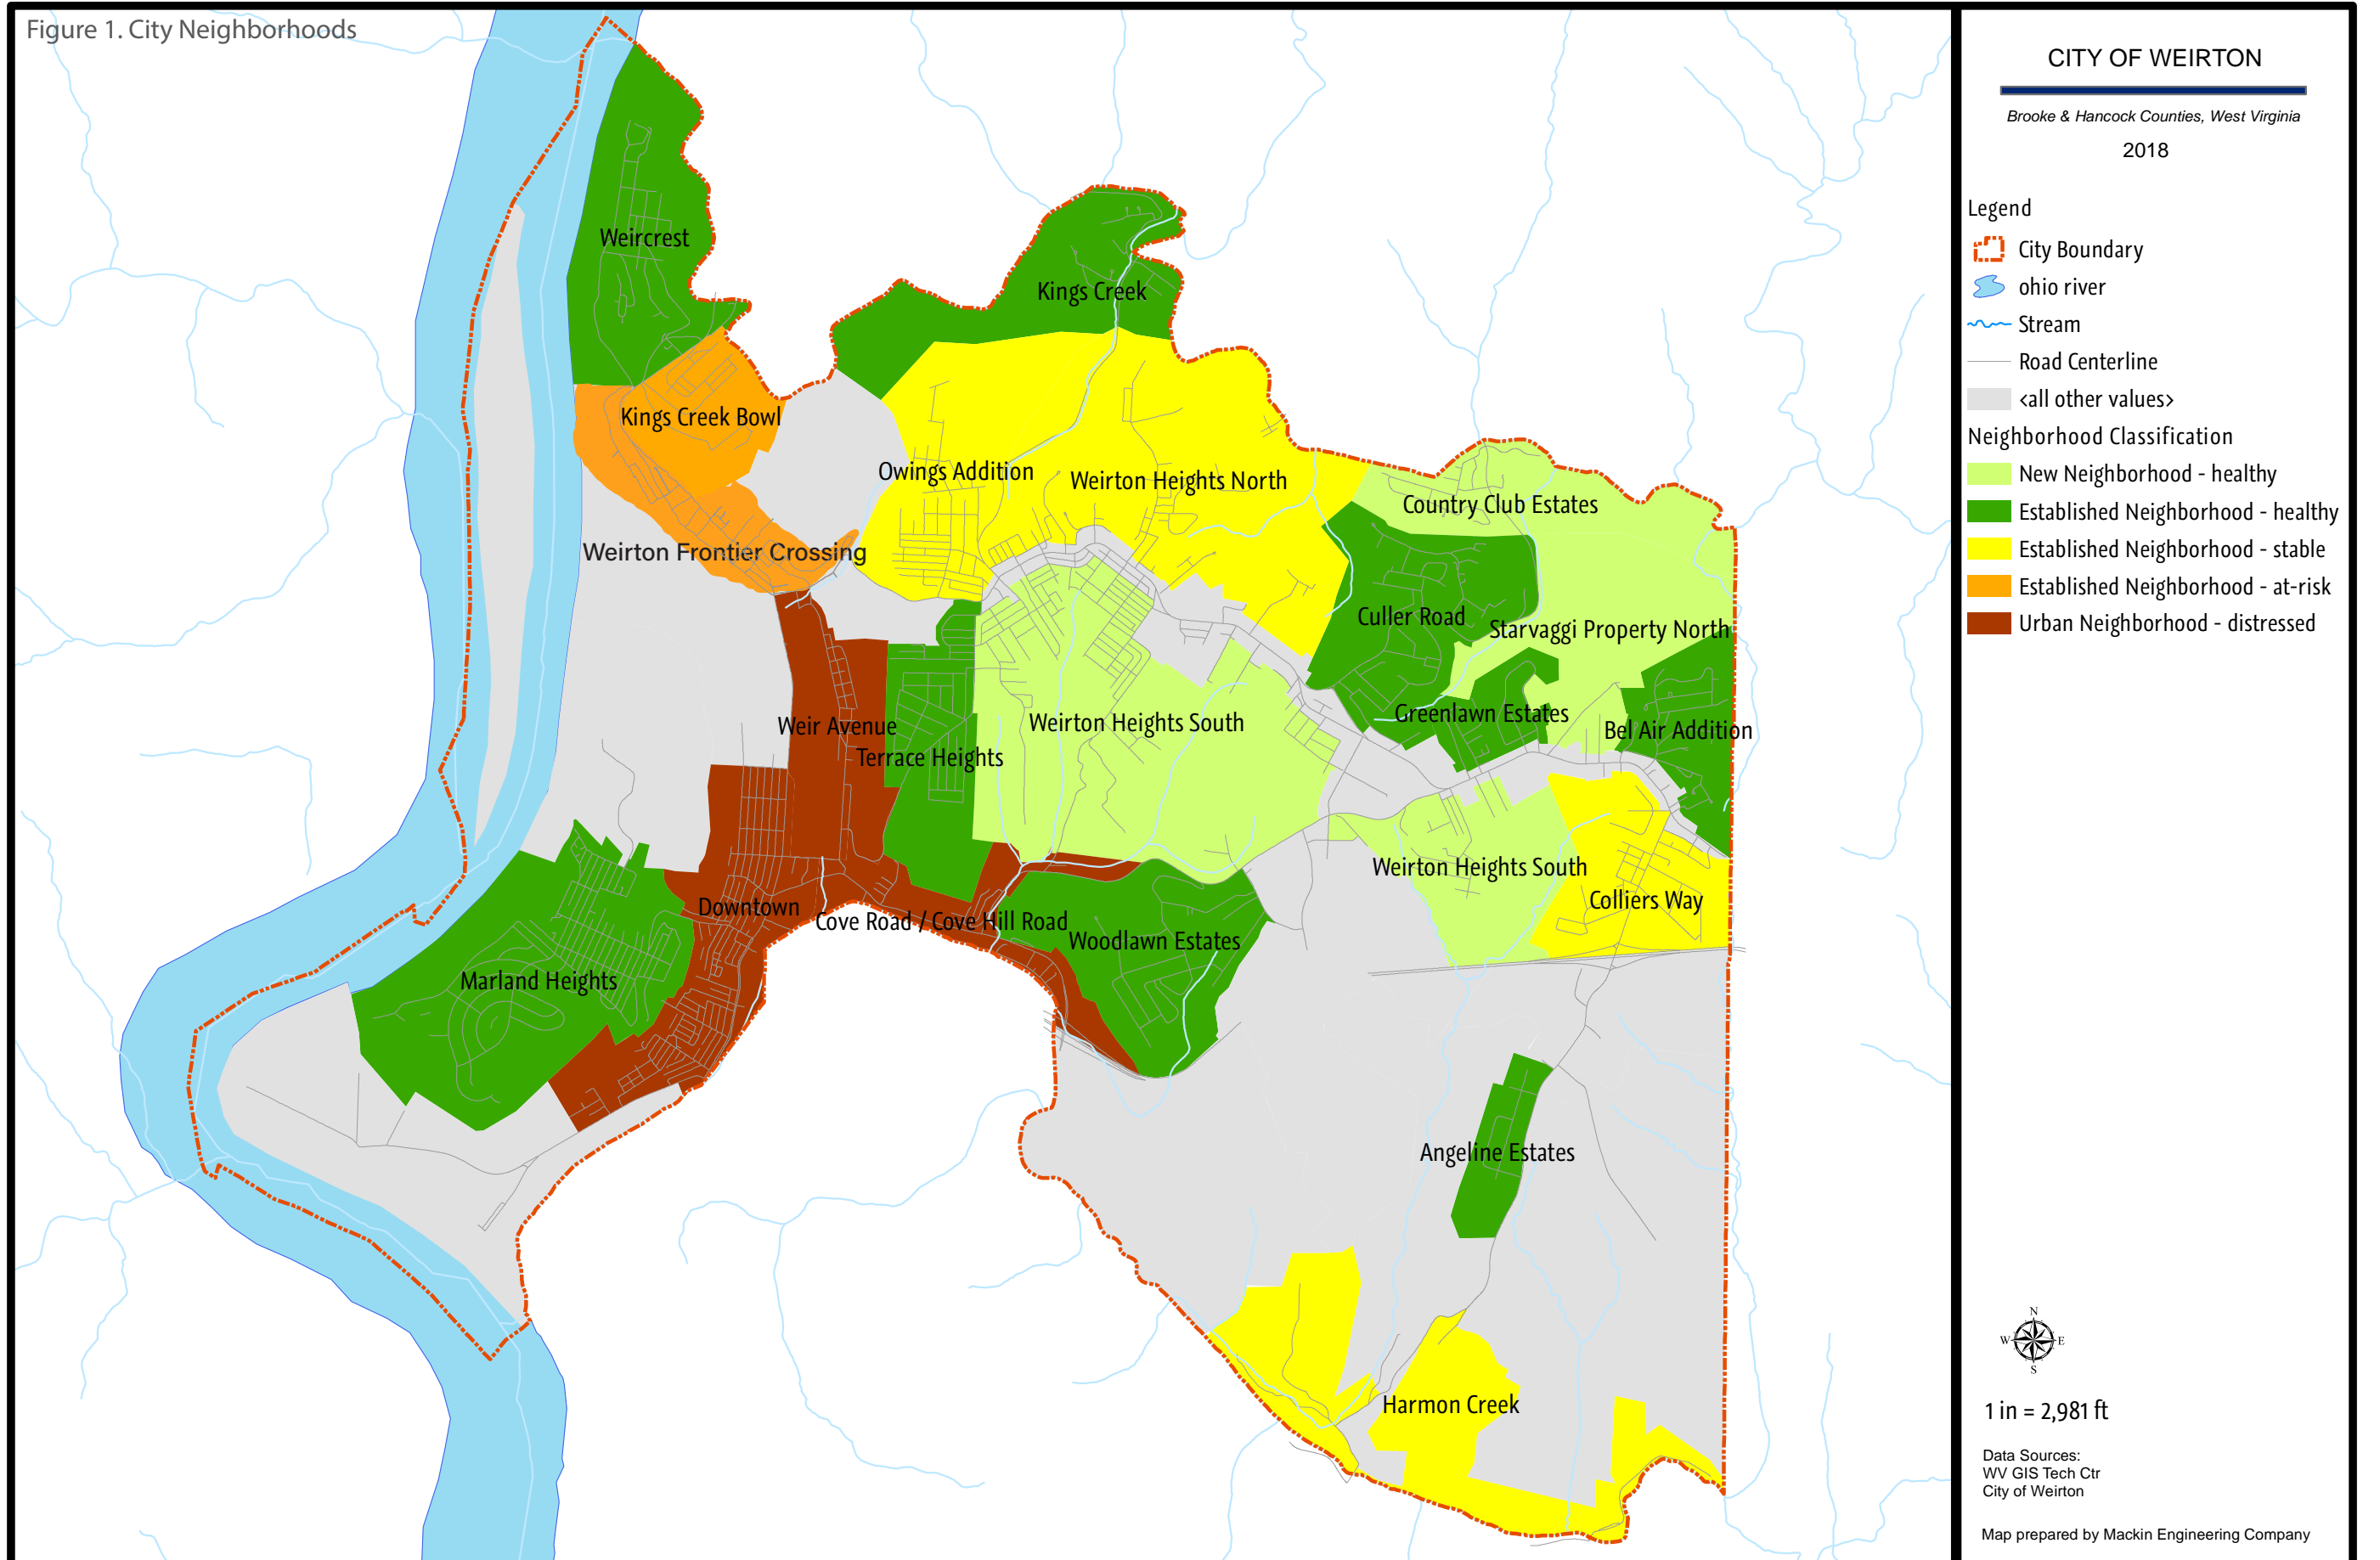 Figure 1. City Neighborhoods
Weircrest
Kings Creek
Kings Creek Bowl
Owings Addition
Weirton Heights North
Country Club Estates
Weirton Frontier Crossing
Culler Road
Starvaggi Property North
Weir Avenue
Weirton Heights South
Greenlawn Estates
Bel Air Addition
Terrace Heights
Weirton Heights South
Colliers Way
Downtown
Cove Road / Cove Hill Road
Woodlawn Estates
Marland Heights
Angeline Estates
Harmon Creek
CITY OF WEIRTON
Brooke & Hancock Counties, West Virginia
2018
Legend
City Boundary
ohio river
Stream
Road Centerline
<all other values>
Neighborhood Classification
New Neighborhood - healthy
Established Neighborhood - healthy
Established Neighborhood - stable
Established Neighborhood - at-risk
Urban Neighborhood - distressed
N
W E
S
1 in = 2,981 ft
Data Sources:
WV GIS Tech Ctr
City of Weirton
Map prepared by Mackin Engineering Company